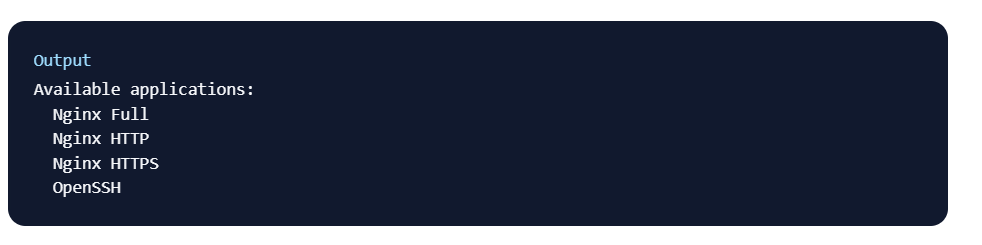 Output
Available applications:
Nginx Full
Nginx HTTP
Nginx HTTPS
OpenSSH